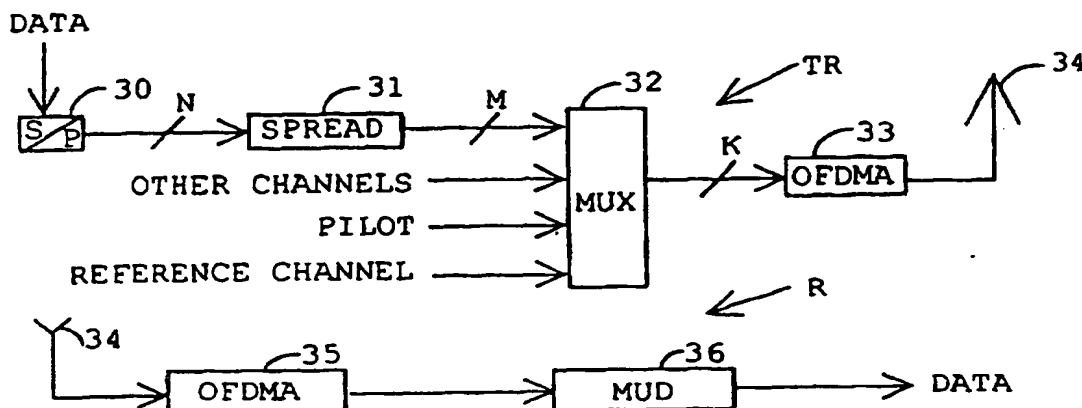 DATA
30
S/P
N
31
SPREAD
M
32
MUX
TR
K
33
OFDMA
34
OTHER CHANNELS
PILOT
REFERENCE CHANNEL
R
34
35
OFDMA
36
MUD
DATA